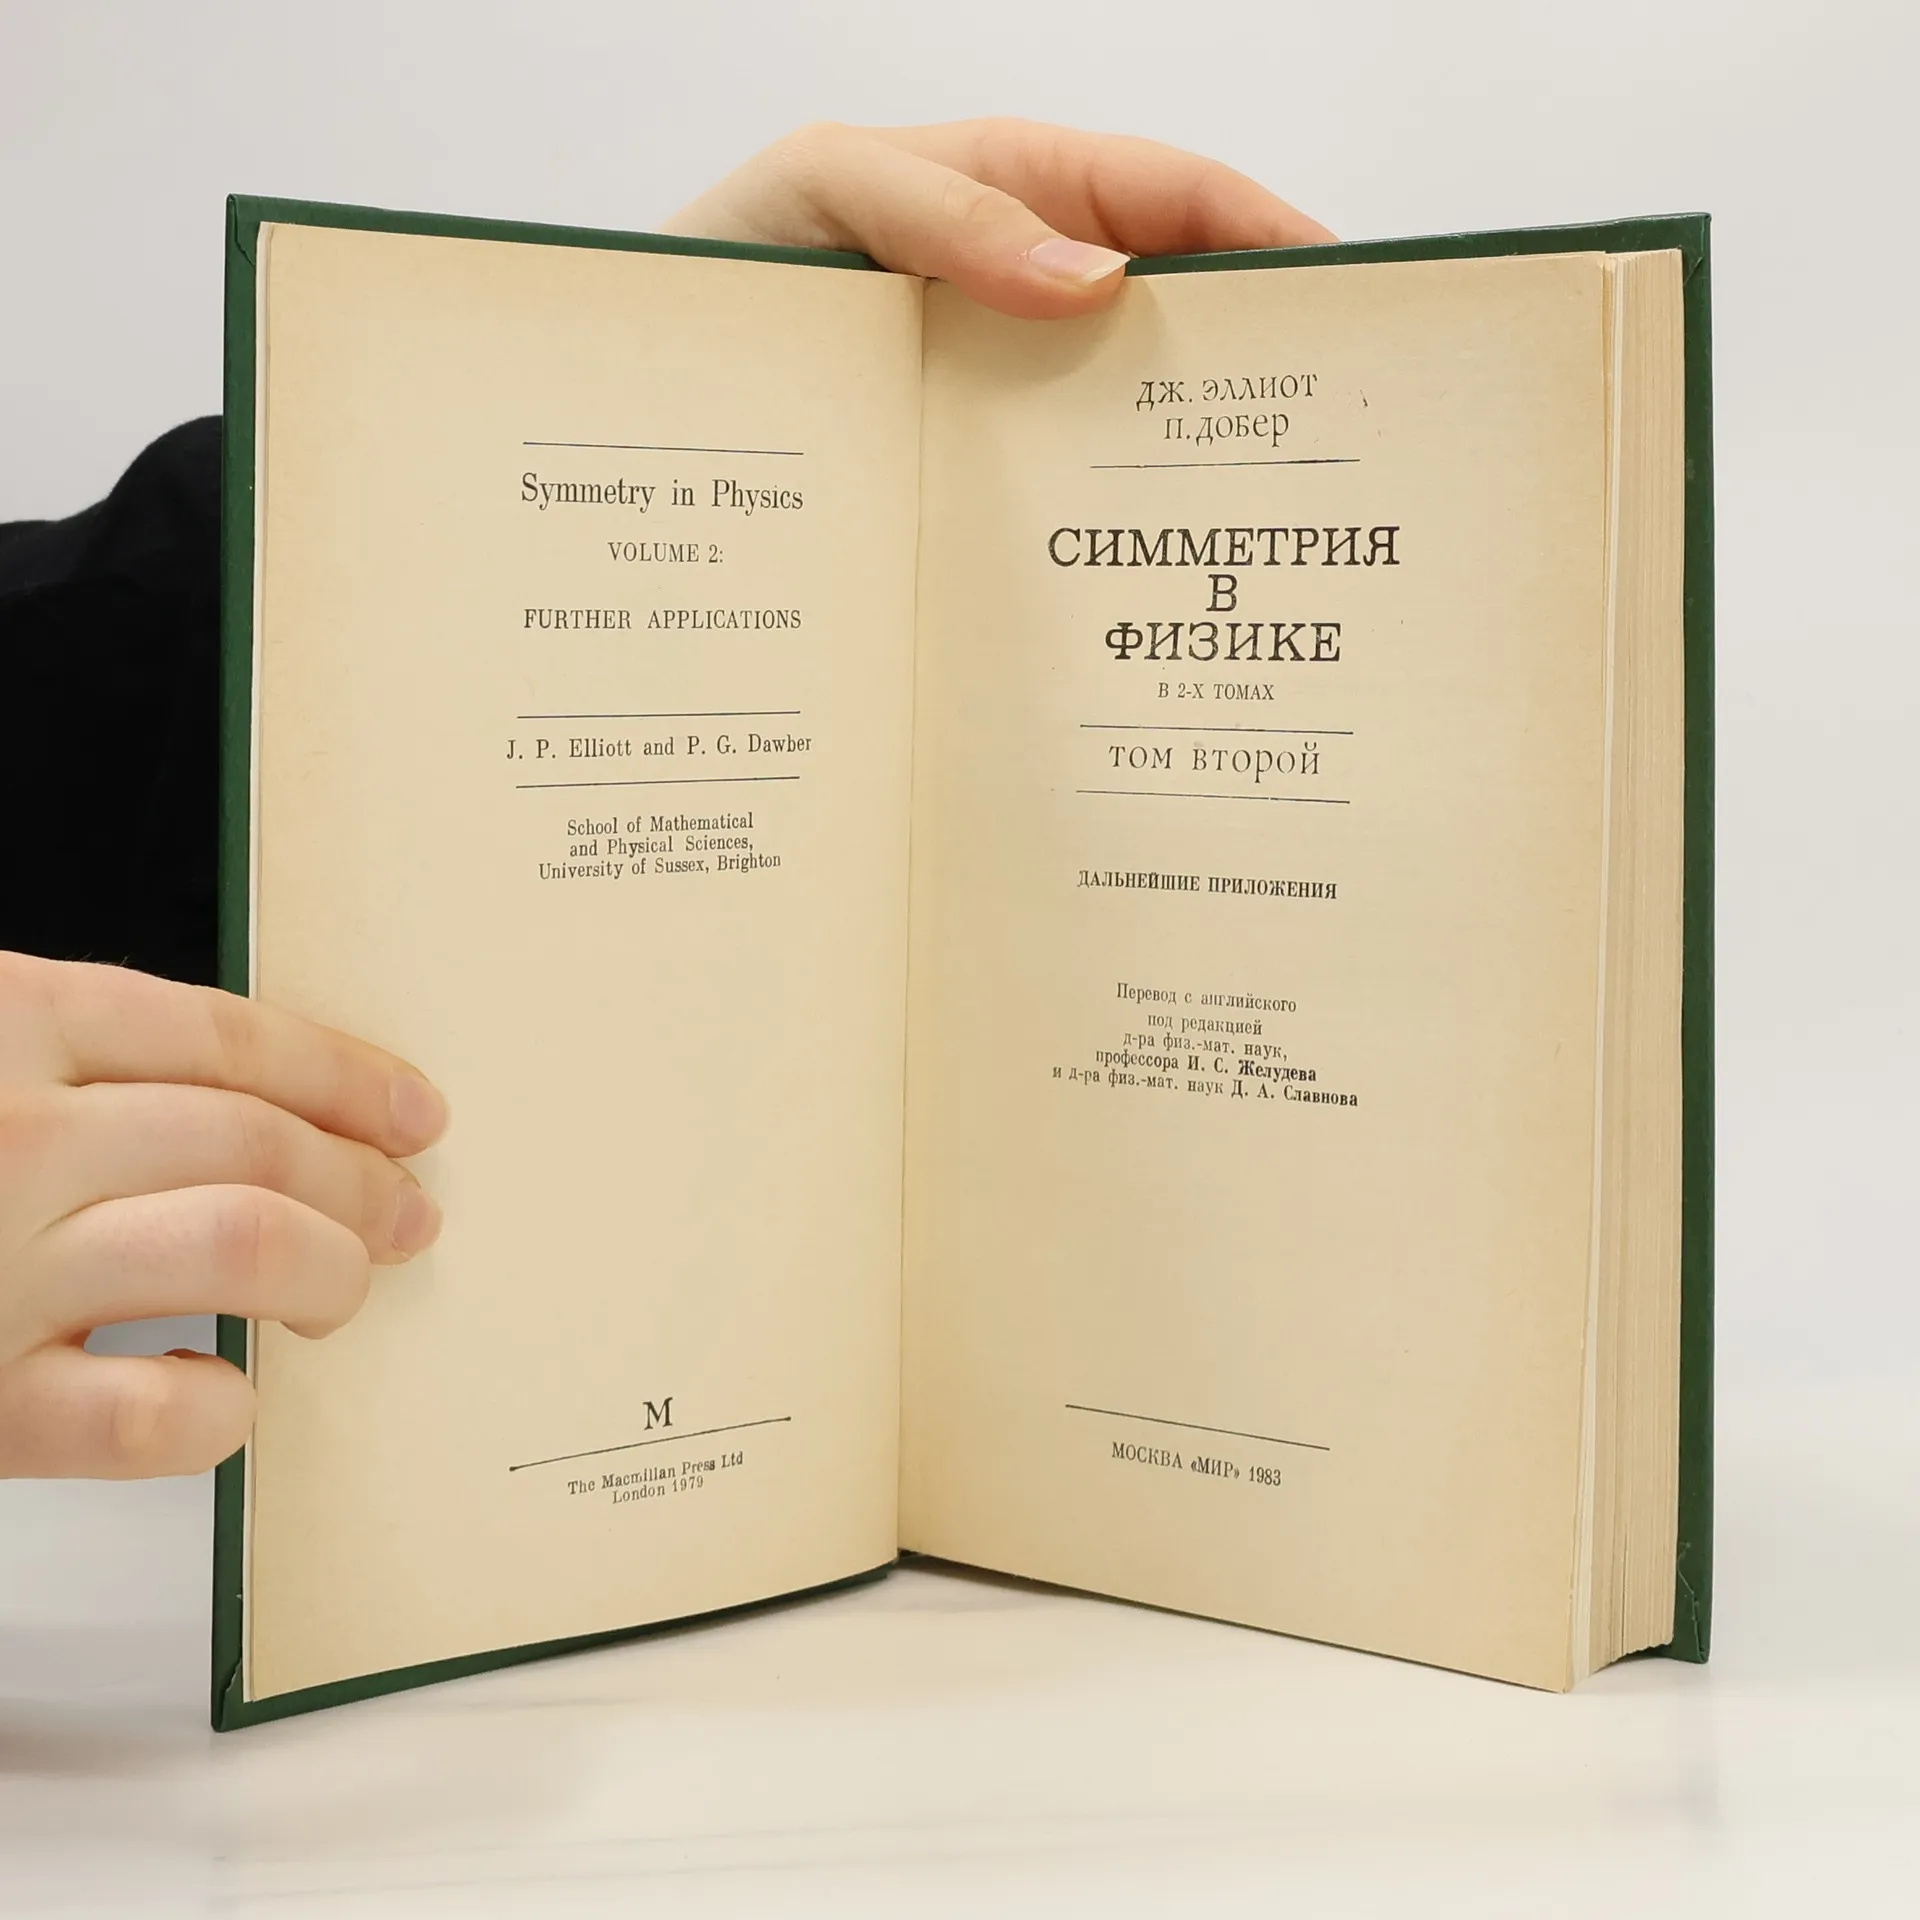 Symmetry in Physics
VOLUME 2:
FURTHER APPLICATIONS
J. P. Elliott and P. G. Dawber
School of Mathematical
and Physical Sciences,
University of Sussex, Brighton
M
The Macmillan Press Ltd
London 1979
ДЖ. ЭЛЛИОТ
П. ДОБЕР
СИММЕТРИЯ
В
ФИЗИКЕ
В 2-Х ТОМАХ
ТОМ ВТОРОЙ
ДАЛЬНЕЙШИЕ ПРИЛОЖЕНИЯ
Перевод с английского
под редакцией
д-ра физ.-мат. наук,
профессора И. С. Желудева
и д-ра физ.-мат. наук Д. А. Славнова
МОСКВА «МИР» 1983